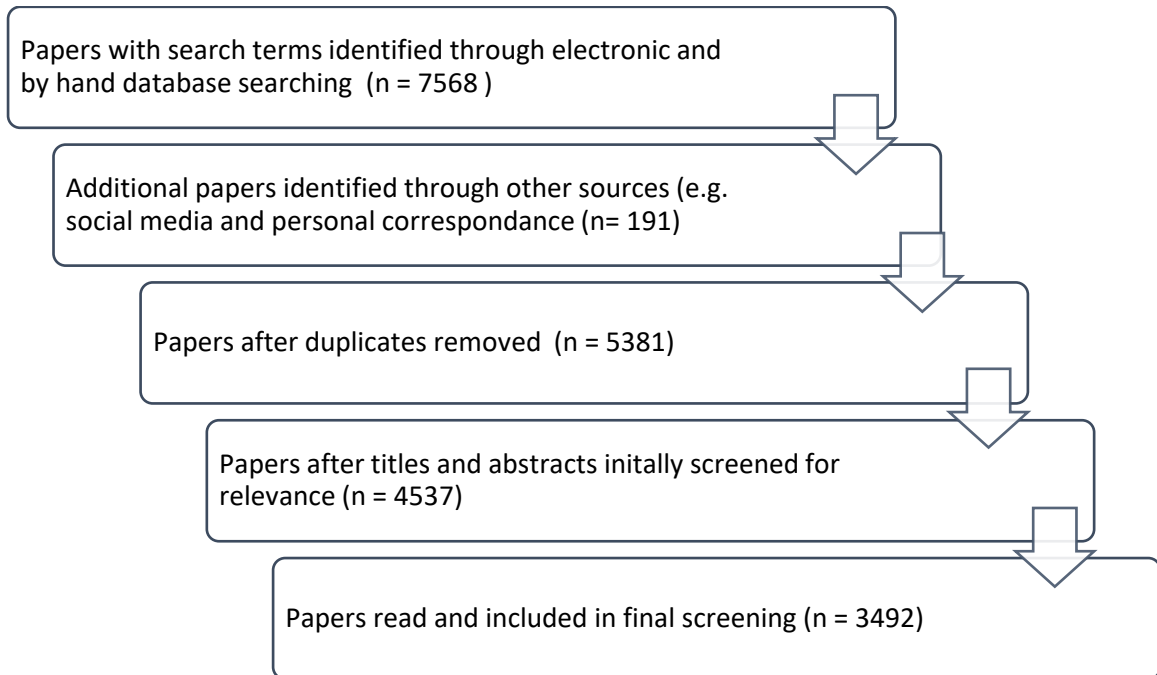 Papers with search terms identified through electronic and
by hand database searching  (n = 7568 )
Additional papers identified through other sources (e.g.
social media and personal correspondance (n= 191)
Papers after duplicates removed  (n = 5381)
Papers after titles and abstracts initally screened for
relevance (n = 4537)
Papers read and included in final screening (n = 3492)